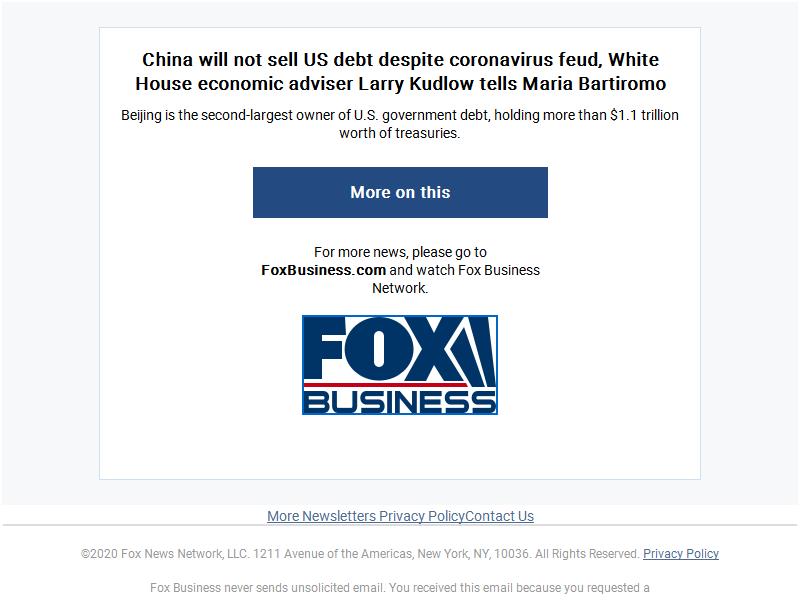 China will not sell US debt despite coronavirus feud, White
House economic adviser Larry Kudlow tells Maria Bartiromo
Beijing is the second-largest owner of U.S. government debt, holding more than $1.1 trillion
worth of treasuries.
More on this
For more news, please go to
FoxBusiness.com and watch Fox Business
Network.
FOX
BUSINESS
More Newsletters Privacy PolicyContact Us
©2020 Fox News Network, LLC. 1211 Avenue of the Americas, New York, NY, 10036. All Rights Reserved. Privacy Policy
Fox Business never sends unsolicited email. You received this email because you requested a